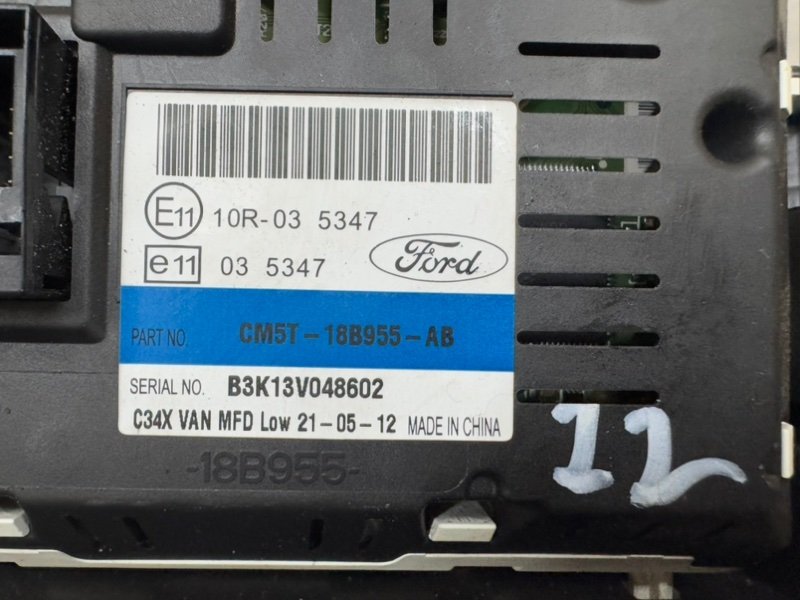 E11 10R-03 5347
e11 03 5347 Ford
PART NO. CM5T-18B955-AB
SERIAL NO. B3K13V048602
C34X VAN MFD Low 21-05-12 MADE IN CHINA
-18B955-
12